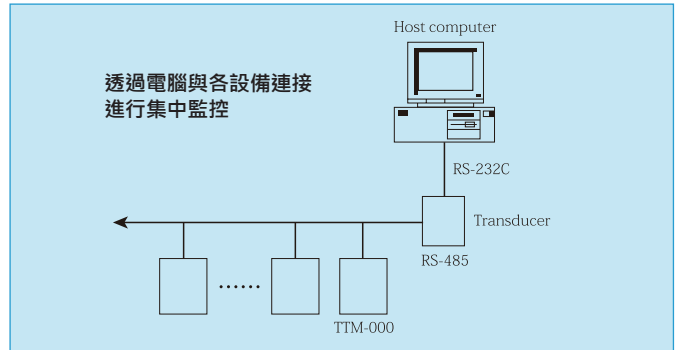 Host computer
透過電腦與各設備連接
進行集中監控
RS-232C
Transducer
RS-485
......
TTM-000